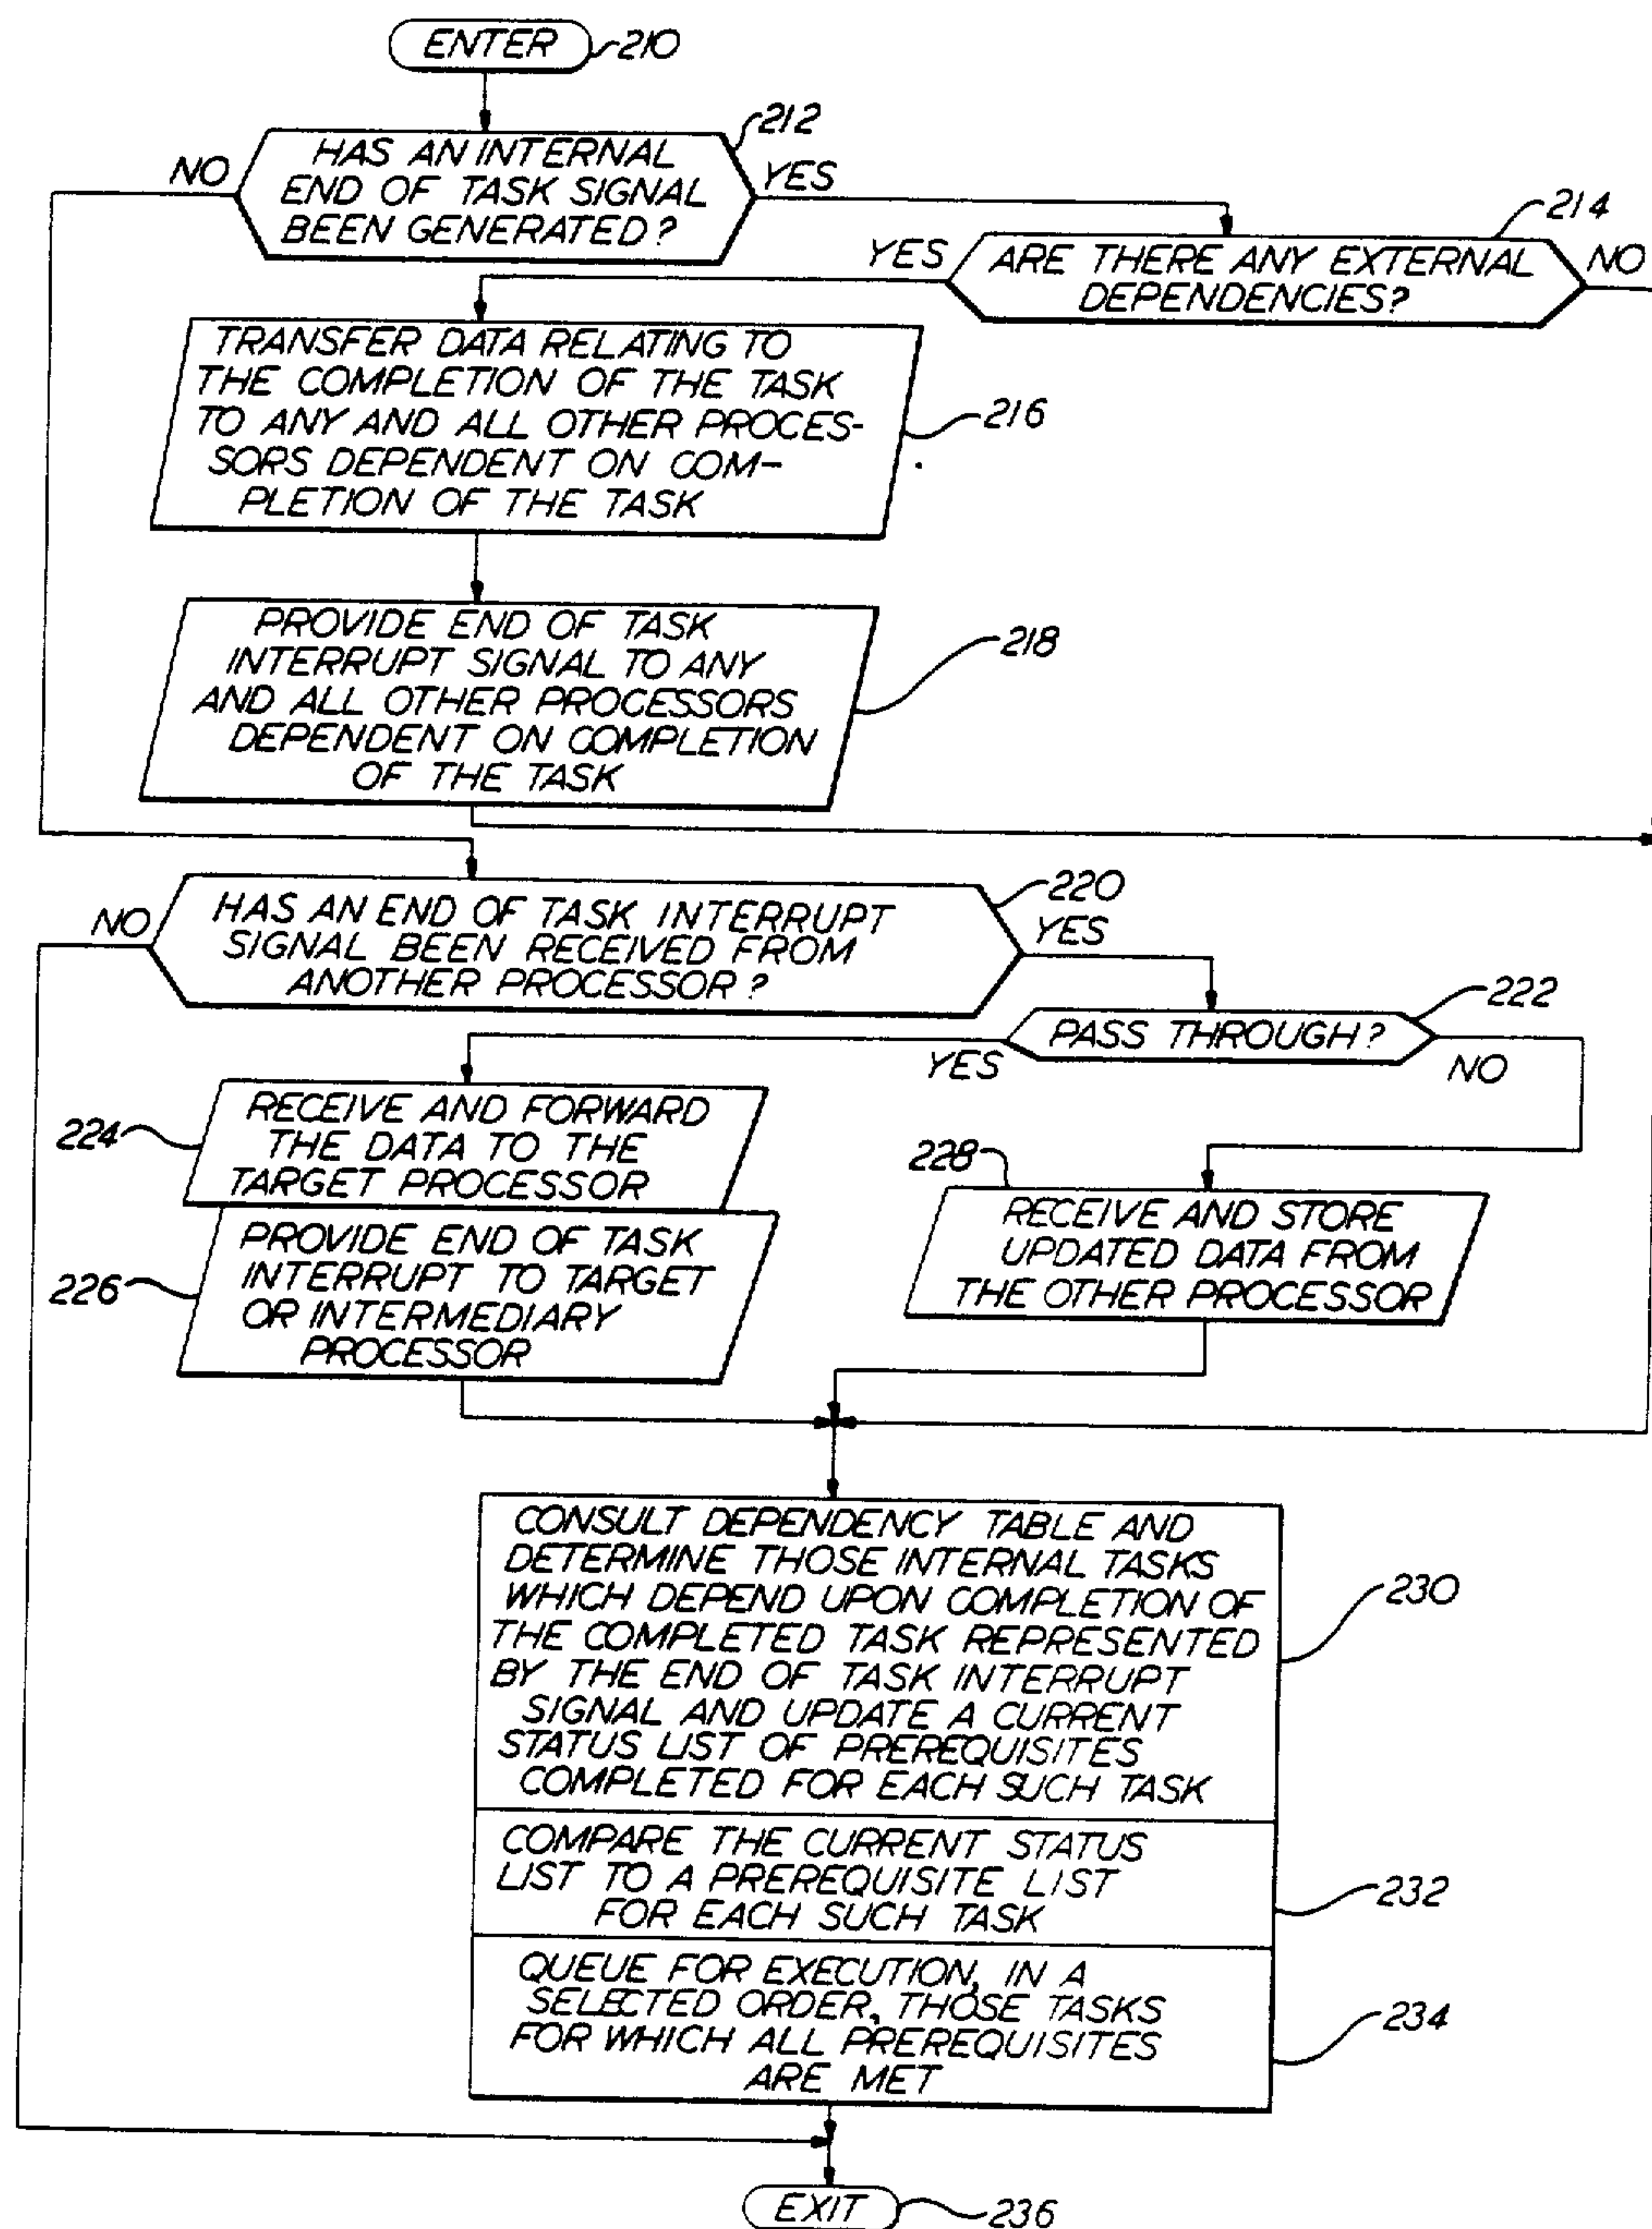 ENTER
210
212
HAS AN INTERNAL
END OF TASK SIGNAL
BEEN GENERATED?
NO
YES
214
ARE THERE ANY EXTERNAL
DEPENDENCIES?
YES
NO
TRANSFER DATA RELATING TO
THE COMPLETION OF THE TASK
TO ANY AND ALL OTHER PROCES-
SORS DEPENDENT ON COM-
PLETION OF THE TASK
216
PROVIDE END OF TASK
INTERRUPT SIGNAL TO ANY
AND ALL OTHER PROCESSORS
DEPENDENT ON COMPLETION
OF THE TASK
218
220
HAS AN END OF TASK INTERRUPT
SIGNAL BEEN RECEIVED FROM
ANOTHER PROCESSOR?
NO
YES
222
PASS THROUGH?
YES
NO
224
RECEIVE AND FORWARD
THE DATA TO THE
TARGET PROCESSOR
226
PROVIDE END OF TASK
INTERRUPT TO TARGET
OR INTERMEDIARY
PROCESSOR
228
RECEIVE AND STORE
UPDATED DATA FROM
THE OTHER PROCESSOR
CONSULT DEPENDENCY TABLE AND
DETERMINE THOSE INTERNAL TASKS
WHICH DEPEND UPON COMPLETION OF
THE COMPLETED TASK REPRESENTED
BY THE END OF TASK INTERRUPT
SIGNAL AND UPDATE A CURRENT
STATUS LIST OF PREREQUISITES
COMPLETED FOR EACH SUCH TASK
230
COMPARE THE CURRENT STATUS
LIST TO A PREREQUISITE LIST
FOR EACH SUCH TASK
232
QUEUE FOR EXECUTION, IN A
SELECTED ORDER, THOSE TASKS
FOR WHICH ALL PREREQUISITES
ARE MET
234
EXIT
236